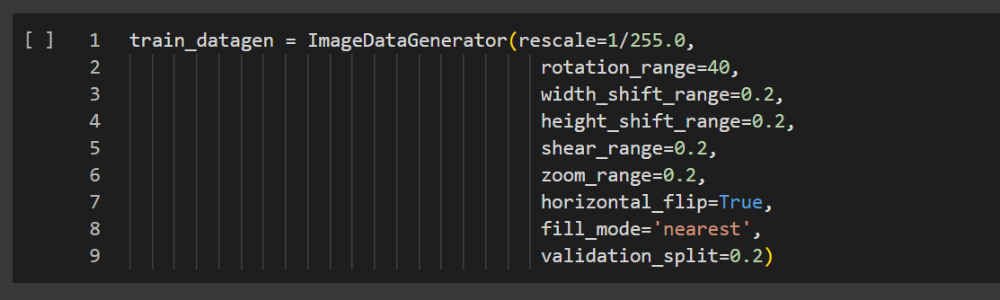 [ ] 1 train_datagen = ImageDataGenerator(rescale=1/255.0,
2 rotation_range=40,
3 width_shift_range=0.2,
4 height_shift_range=0.2,
5 shear_range=0.2,
6 zoom_range=0.2,
7 horizontal_flip=True,
8 fill_mode='nearest',
9 validation_split=0.2)